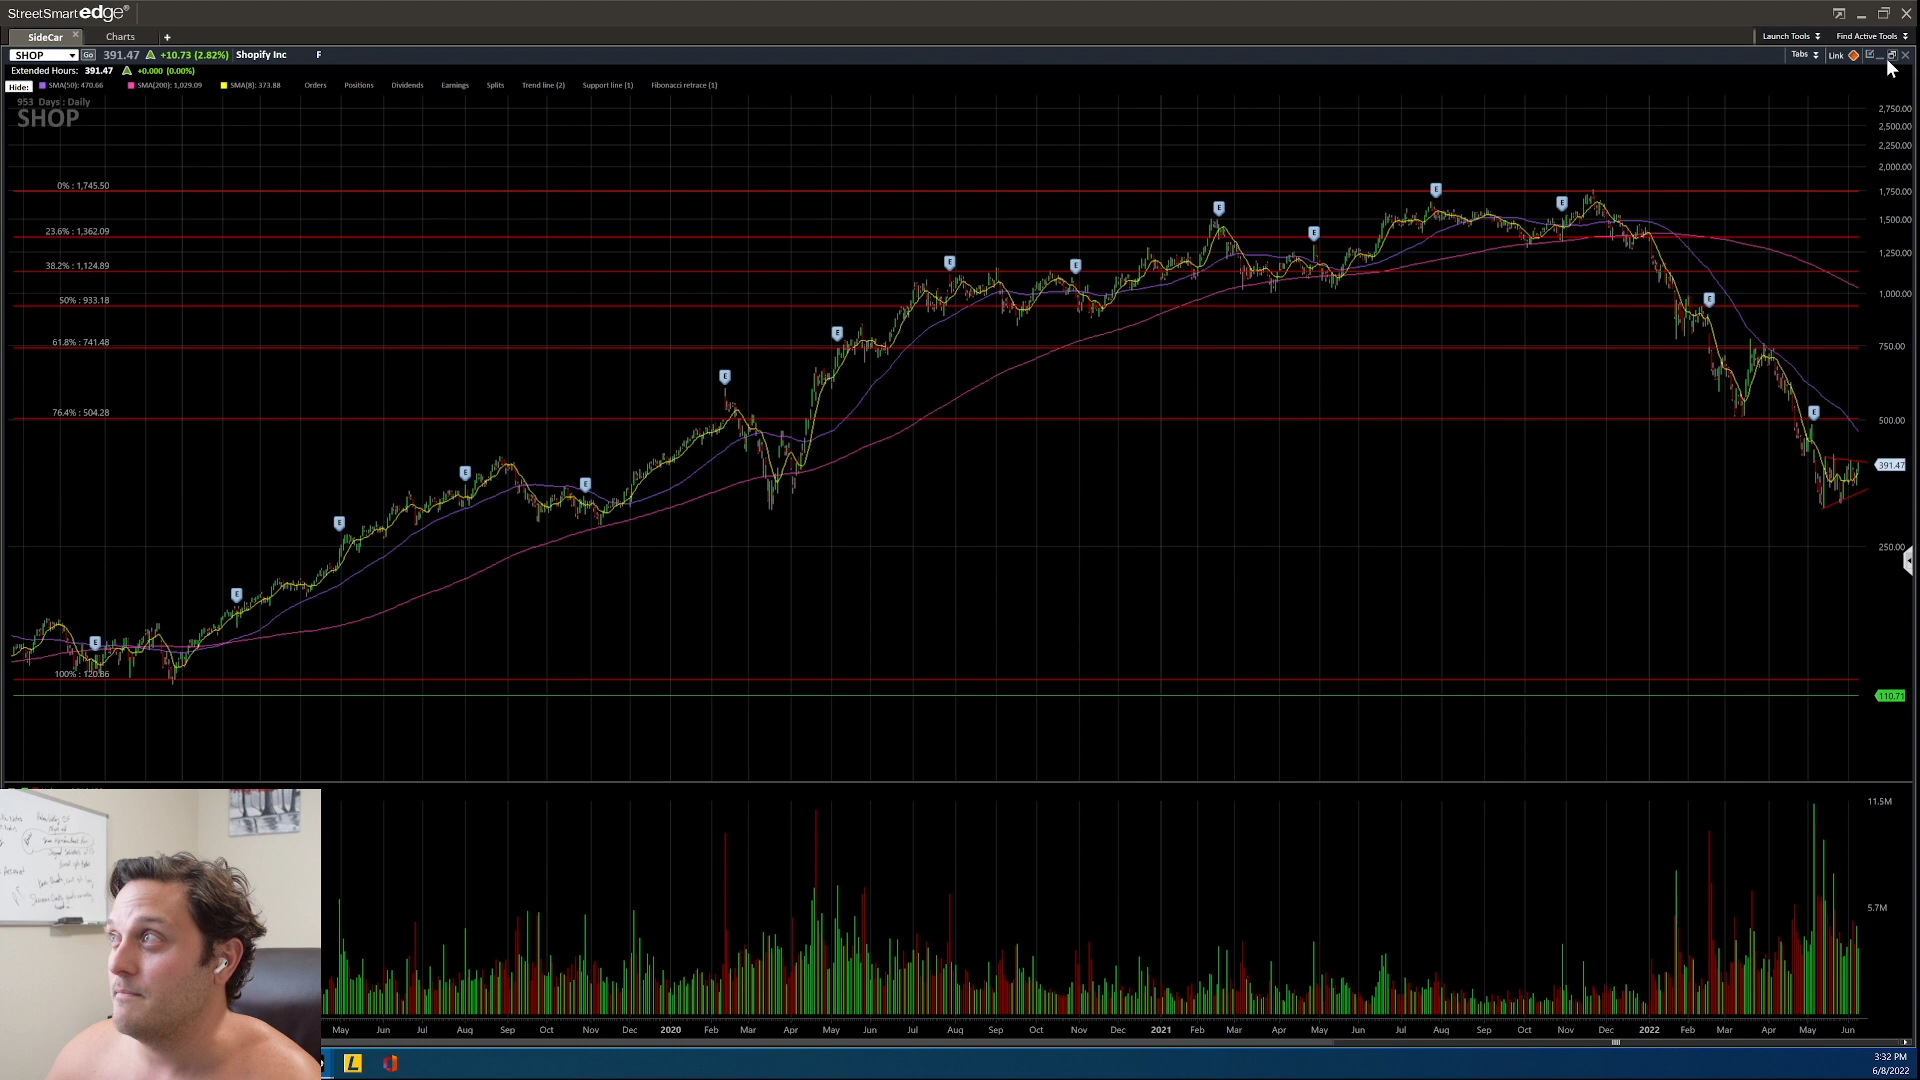 StreetSmart edge®
SideCar Charts +
Launch Tools Find Active Tools
SHOP Go 391.47 +10.73 (2.82%) Shopify Inc F
Tabs Link
Extended Hours: 391.47 +0.000 (0.00%)
Hide: SMA(50): 470.66 SMA(200): 1,029.09 SMA(8): 373.88 Orders Positions Dividends Earnings Splits Trend line (2) Support line (1) Fibonacci retrace (1)
953 Days : Daily
SHOP
2,750.00
2,500.00
2,250.00
2,000.00
0% : 1,745.50
1,750.00
E E E E E E E E E E E E E E E E
1,500.00
23.6% : 1,362.09
1,250.00
38.2% : 1,124.89
1,000.00
50% : 933.18
61.8% : 741.48
750.00
76.4% : 504.28
500.00
391.47
250.00
100% : 120.86
110.71
11.5M
5.7M
May Jun Jul Aug Sep Oct Nov Dec 2020 Feb Mar Apr May Jun Jul Aug Sep Oct Nov Dec 2021 Feb Mar Apr May Jun Jul Aug Sep Oct Nov Dec 2022 Feb Mar Apr May Jun
L
3:32 PM
6/8/2022